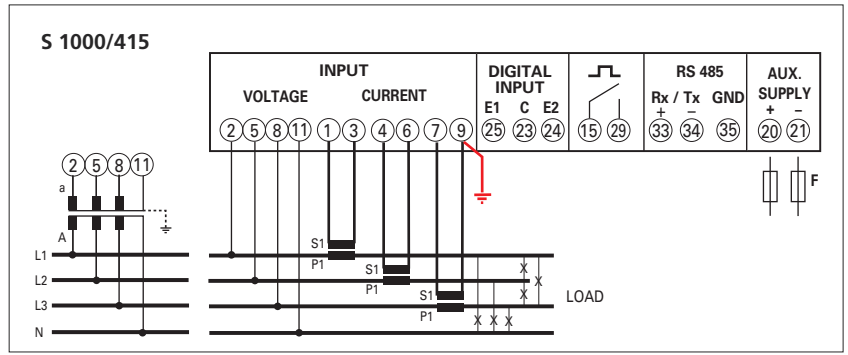 S 1000/415
INPUT
VOLTAGE CURRENT
2 5 8 11 1 3 4 6 7 9
DIGITAL
INPUT
E1 C E2
25 23 24
15 29
RS 485
Rx / Tx GND
+ –
33 34 35
AUX.
SUPPLY
+ –
20 21
F
2 5 8 11
a
A
L1
L2
L3
N
S1
P1
S1
P1
S1
P1
X
X X
X
X X X
LOAD